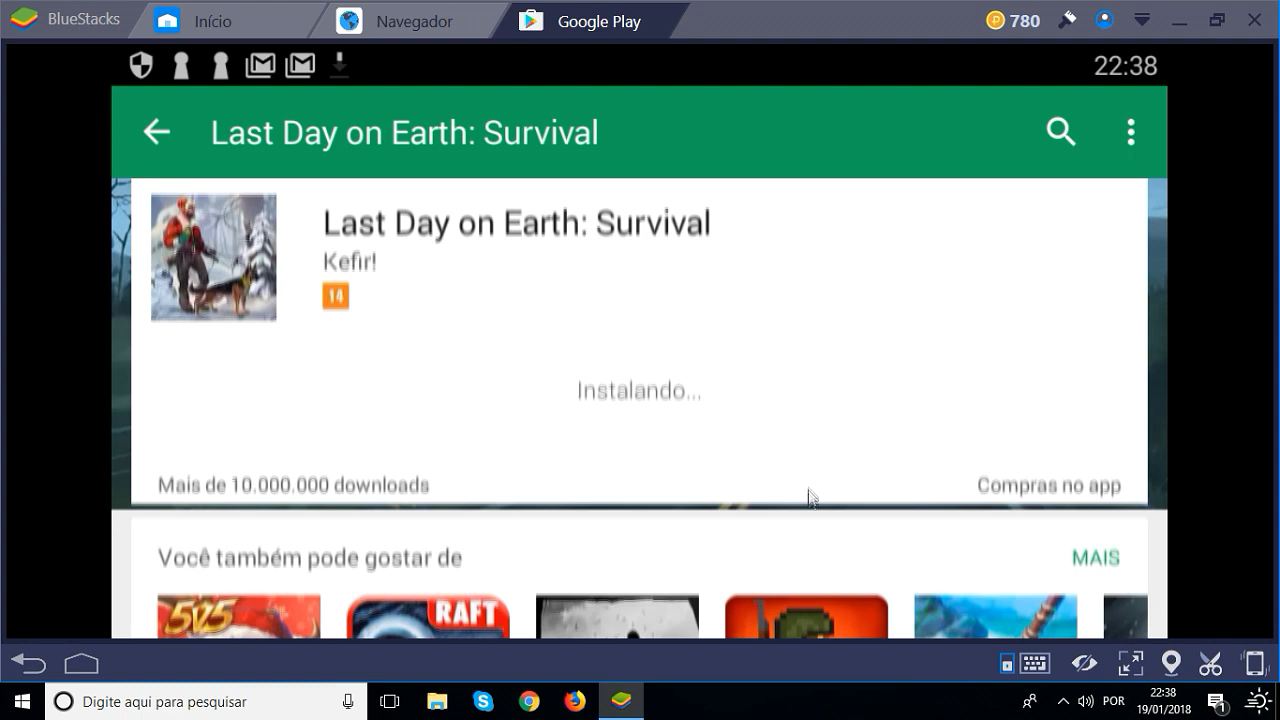 BlueStacks
Início
Navegador
Google Play
780
22:38
Last Day on Earth: Survival
Last Day on Earth: Survival
Kefir!
14
Instalando...
Mais de 10.000.000 downloads
Compras no app
Você também pode gostar de
MAIS
505
RAFT
Digite aqui para pesquisar
POR
22:38
19/01/2018
1